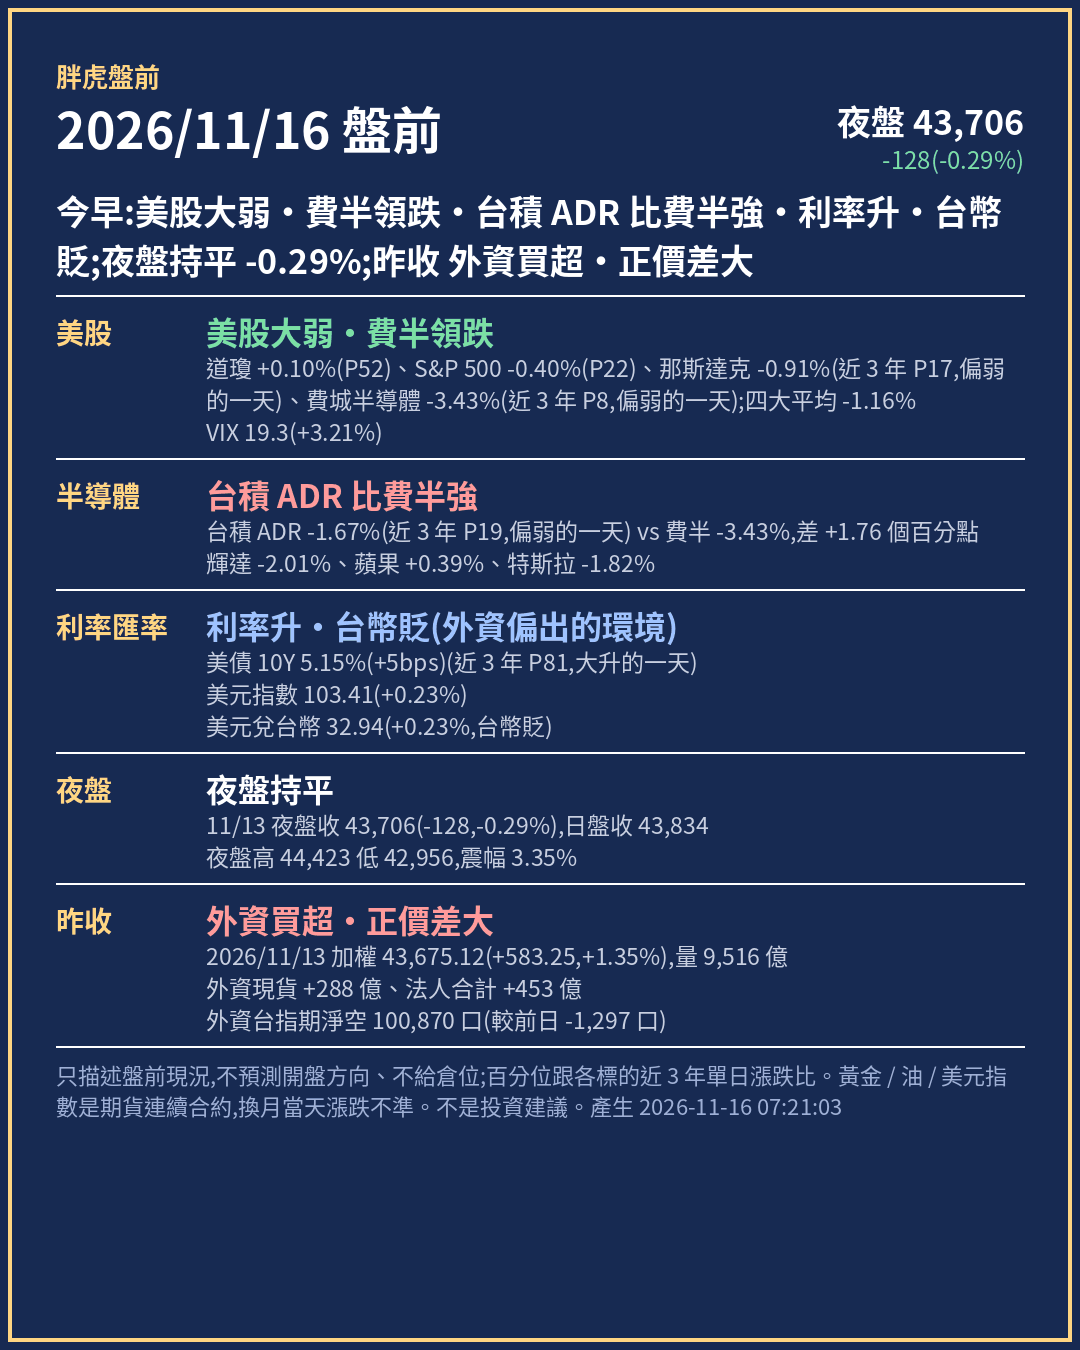 胖虎盤前
2026/11/16 盤前
夜盤 43,706
-128(-0.29%)
今早:美股大弱・費半領跌・台積 ADR 比費半強・利率升・台幣
貶;夜盤持平 -0.29%;昨收 外資買超・正價差大
美股
美股大弱・費半領跌
道瓊 +0.10%(P52)、S&P 500 -0.40%(P22)、那斯達克 -0.91%(近 3 年 P17,偏弱
的一天)、費城半導體 -3.43%(近 3 年 P8,偏弱的一天);四大平均 -1.16%
VIX 19.3(+3.21%)
半導體
台積 ADR 比費半強
台積 ADR -1.67%(近 3 年 P19,偏弱的一天) vs 費半 -3.43%,差 +1.76 個百分點
輝達 -2.01%、蘋果 +0.39%、特斯拉 -1.82%
利率匯率
利率升・台幣貶(外資偏出的環境)
美債 10Y 5.15%(+5bps)(近 3 年 P81,大升的一天)
美元指數 103.41(+0.23%)
美元兌台幣 32.94(+0.23%,台幣貶)
夜盤
夜盤持平
11/13 夜盤收 43,706(-128,-0.29%),日盤收 43,834
夜盤高 44,423 低 42,956,震幅 3.35%
昨收
外資買超・正價差大
2026/11/13 加權 43,675.12(+583.25,+1.35%),量 9,516 億
外資現貨 +288 億、法人合計 +453 億
外資台指期淨空 100,870 口(較前日 -1,297 口)
只描述盤前現況,不預測開盤方向、不給倉位;百分位跟各標的近 3 年單日漲跌比。黃金 / 油 / 美元指
數是期貨連續合約,換月當天漲跌不準。不是投資建議。產生 2026-11-16 07:21:03